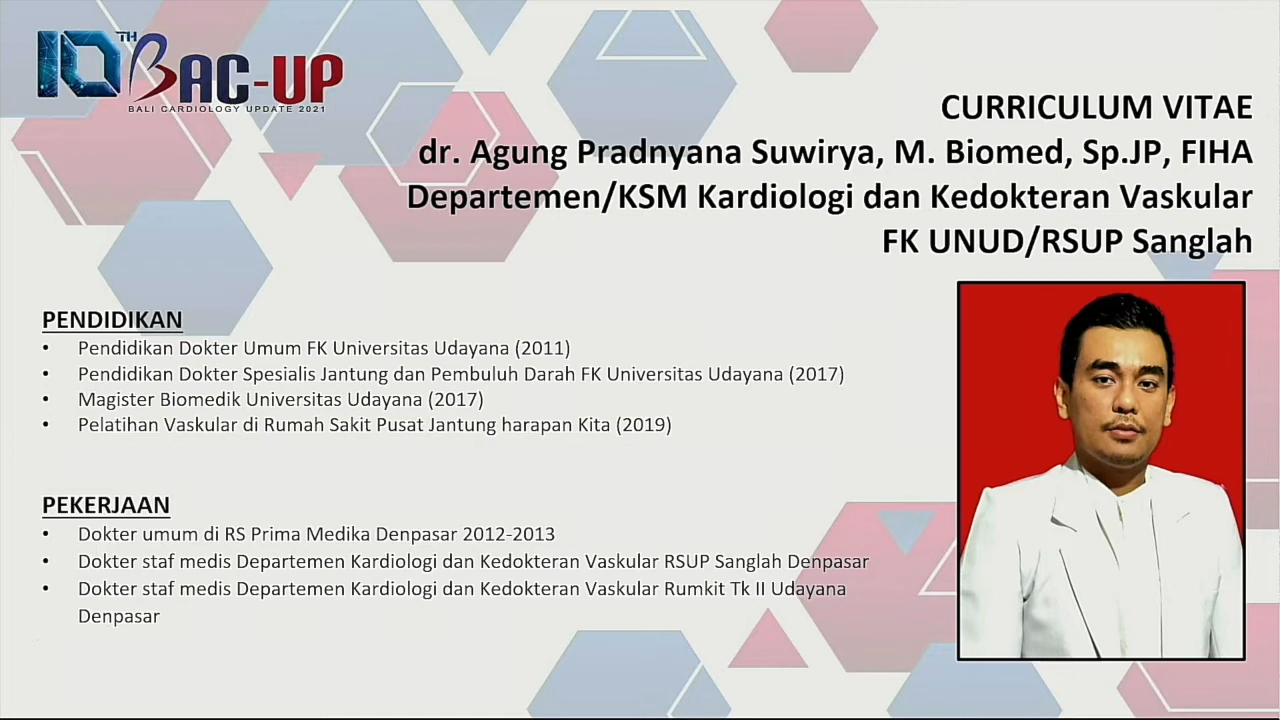 10TH BAC-UP
BALI CARDIOLOGY UPDATE 2021
CURRICULUM VITAE
dr. Agung Pradnyana Suwirya, M. Biomed, Sp.JP, FIHA
Departemen/KSM Kardiologi dan Kedokteran Vaskular
FK UNUD/RSUP Sanglah
PENDIDIKAN
• Pendidikan Dokter Umum FK Universitas Udayana (2011)
• Pendidikan Dokter Spesialis Jantung dan Pembuluh Darah FK Universitas Udayana (2017)
• Magister Biomedik Universitas Udayana (2017)
• Pelatihan Vaskular di Rumah Sakit Pusat Jantung harapan Kita (2019)
PEKERJAAN
• Dokter umum di RS Prima Medika Denpasar 2012-2013
• Dokter staf medis Departemen Kardiologi dan Kedokteran Vaskular RSUP Sanglah Denpasar
• Dokter staf medis Departemen Kardiologi dan Kedokteran Vaskular Rumkit Tk II Udayana
Denpasar